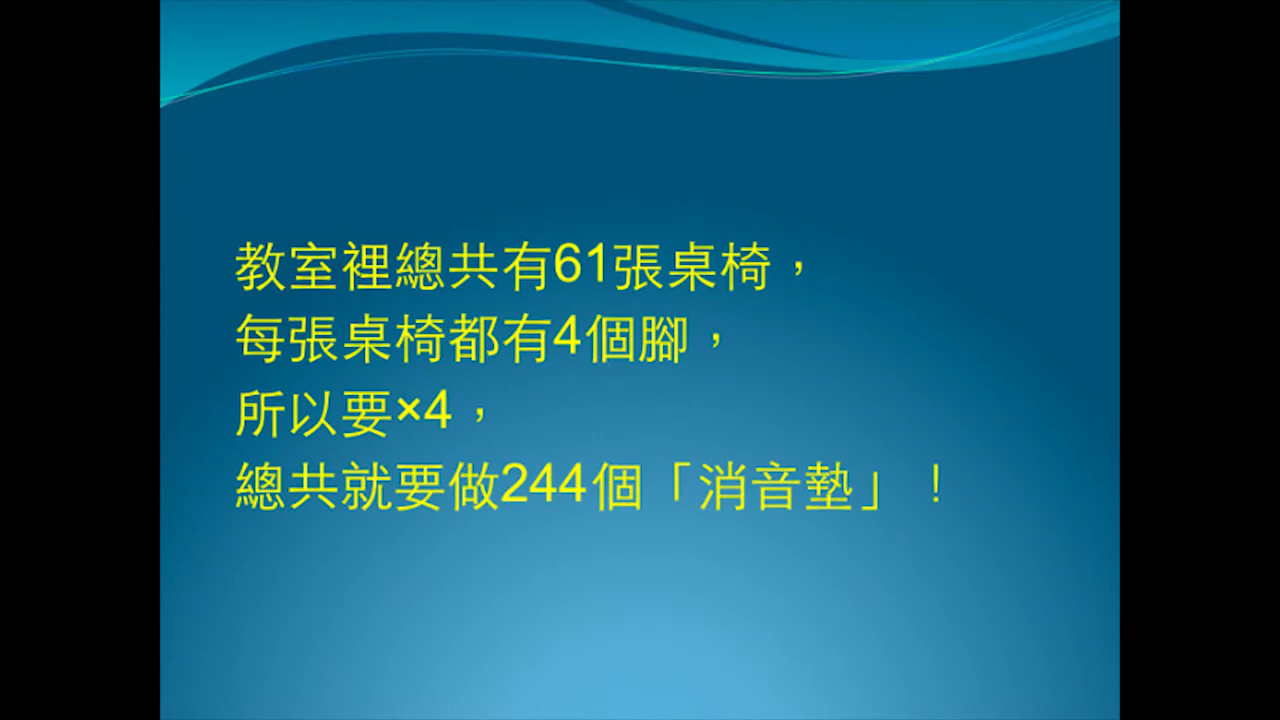 教室裡總共有61張桌椅，
每張桌椅都有4個腳，
所以要×4，
總共就要做244個「消音墊」！